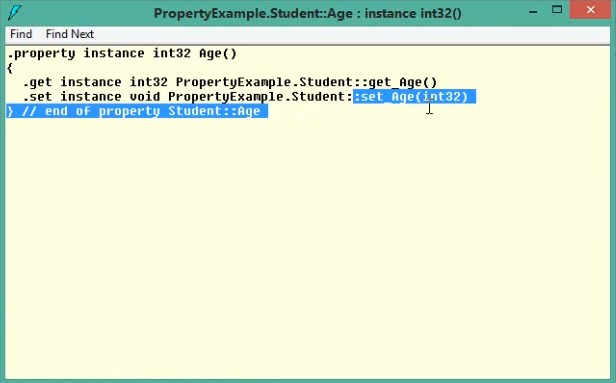 PropertyExample.Student::Age : instance int32()
Find Find Next
.property instance int32 Age()
{
.get instance int32 PropertyExample.Student::get_Age()
.set instance void PropertyExample.Student::set_Age(int32)
} // end of property Student::Age